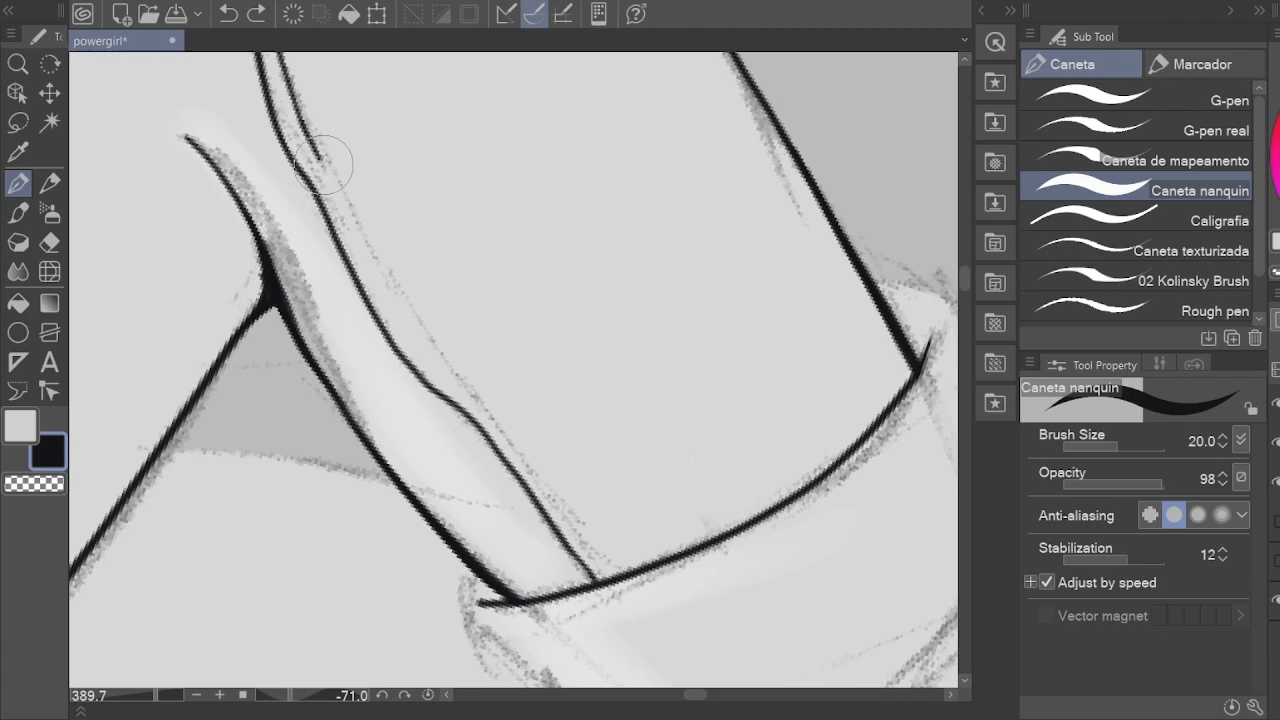 To
powergirl*
Sub Tool
Caneta
Marcador
G-pen
G-pen real
Caneta de mapeamento
Caneta nanquin
Caligrafia
Caneta texturizada
02 Kolinsky Brush
Rough pen
Tool Property
Caneta nanquin
Brush Size 20.0
Opacity 98
Anti-aliasing
Stabilization 12
Adjust by speed
Vector magnet
389.7 -71.0